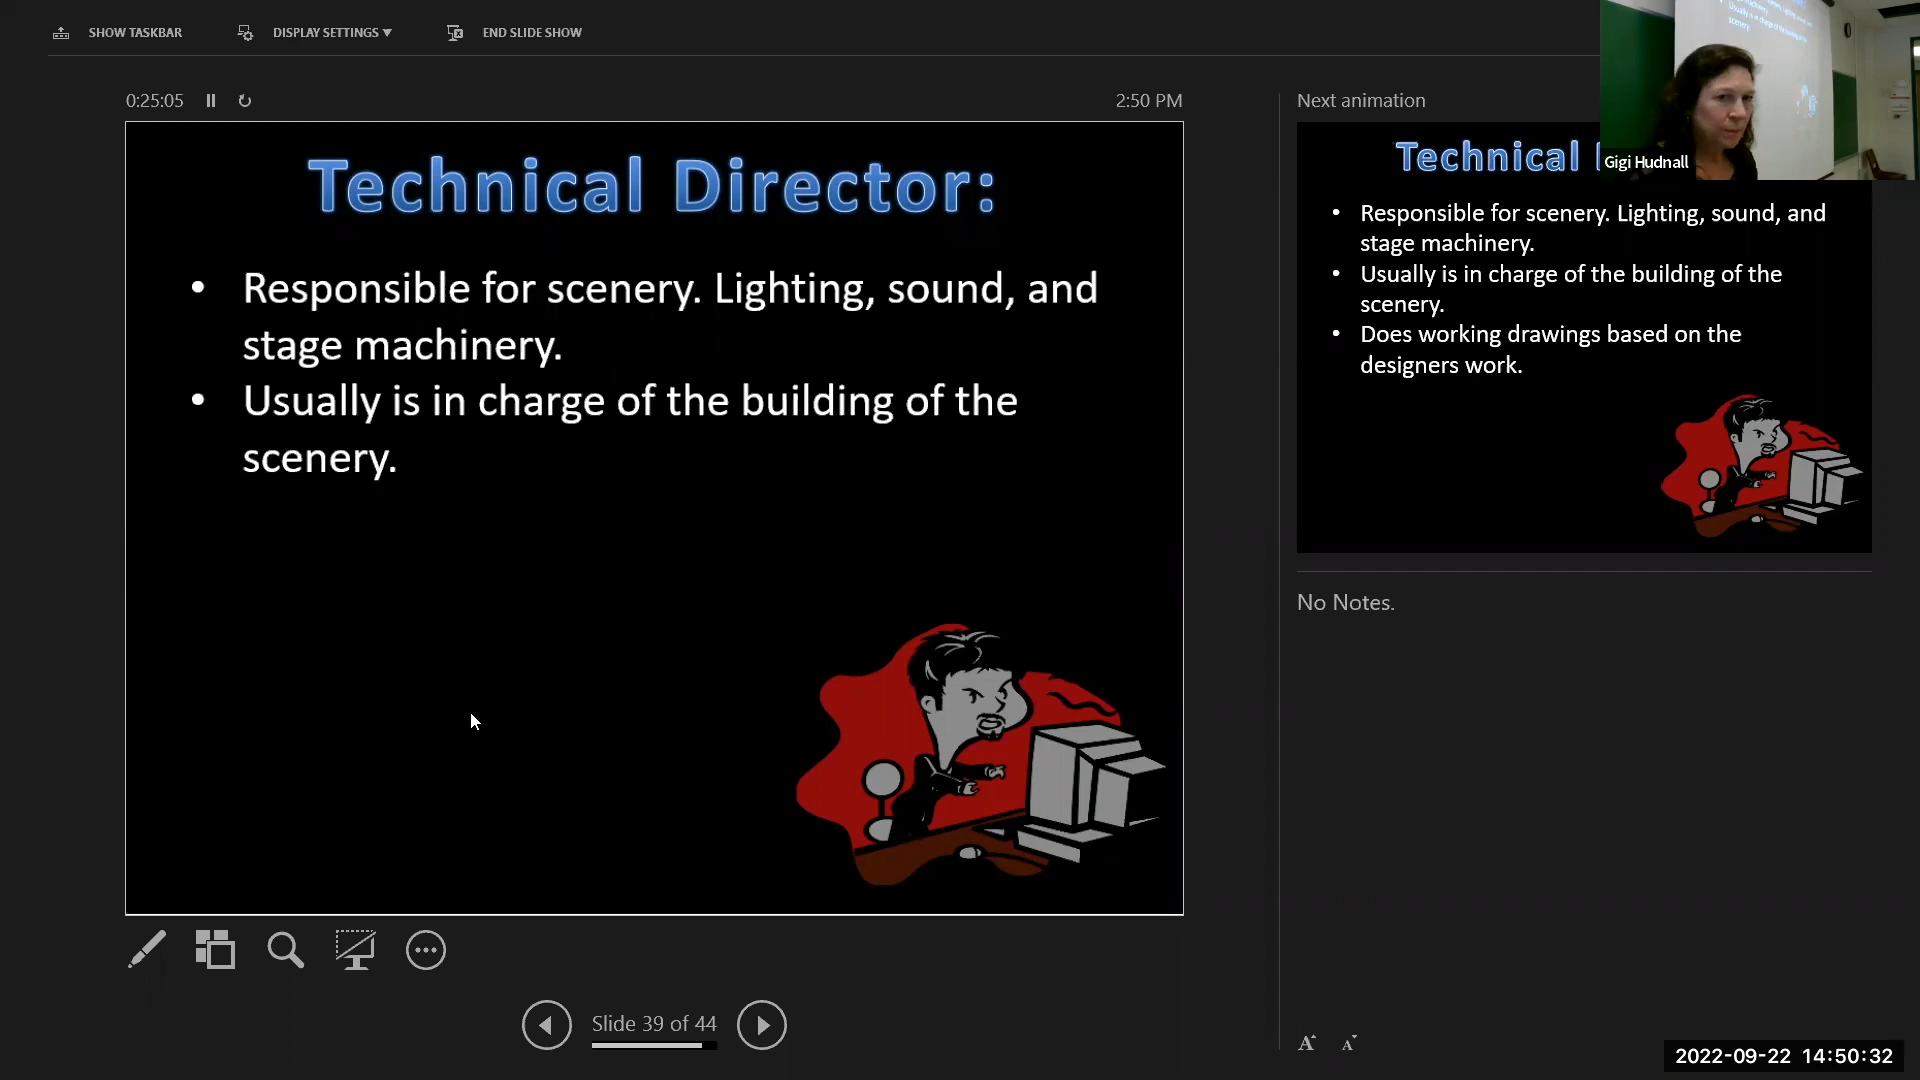 SHOW TASKBAR
DISPLAY SETTINGS ▼
END SLIDE SHOW
0:25:05
2:50 PM
Technical Director:
• Responsible for scenery. Lighting, sound, and
stage machinery.
• Usually is in charge of the building of the
scenery.
Slide 39 of 44
Next animation
Technical
Gigi Hudnall
• Responsible for scenery. Lighting, sound, and
stage machinery.
• Usually is in charge of the building of the
scenery.
• Does working drawings based on the
designers work.
No Notes.
A A
2022-09-22 14:50:32